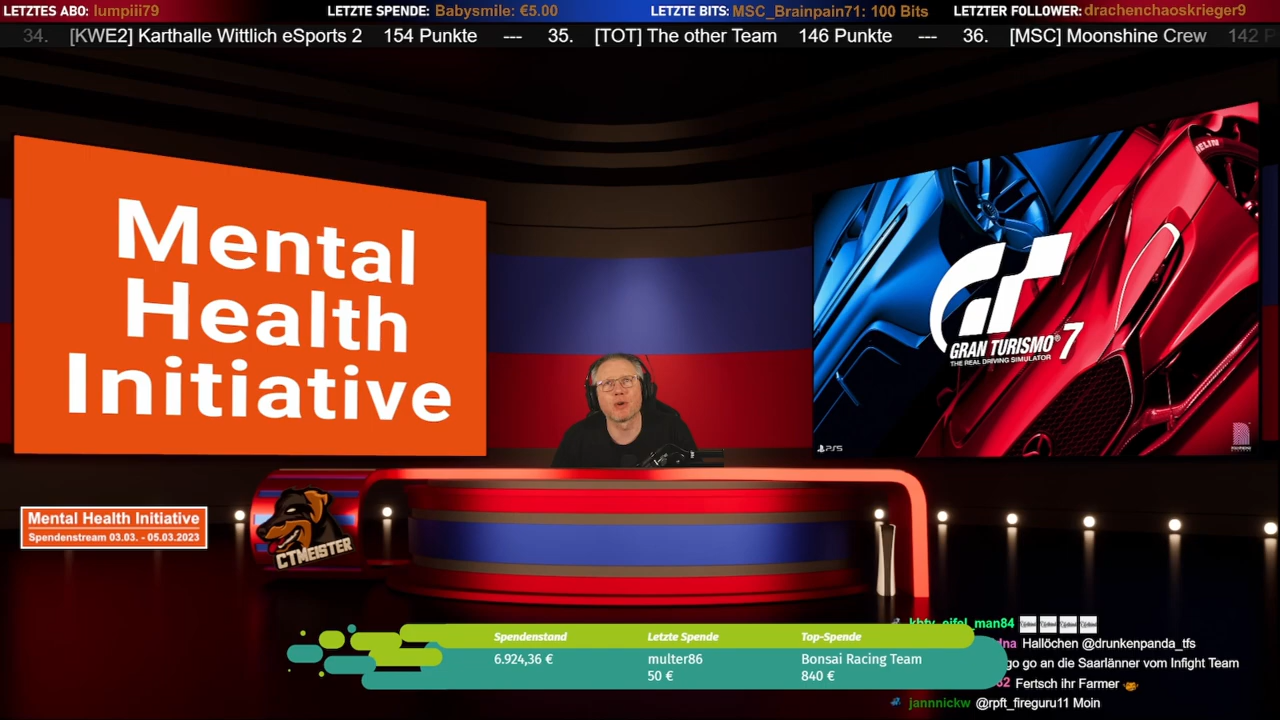 LETZTES ABO: lumpiii79
LETZTE SPENDE: Babysmile: €5.00
LETZTE BITS: MSC_Brainpain71: 100 Bits
LETZTER FOLLOWER: drachenchaoskrieger9
34. [KWE2] Karthalle Wittlich eSports 2 154 Punkte --- 35. [TOT] The other Team 146 Punkte --- 36. [MSC] Moonshine Crew 142 P
Mental
Health
Initiative
GT
GRAN TURISMO® 7
THE REAL DRIVING SIMULATOR
PS5
Mental Health Initiative
Spendenstream 03.03. - 05.03.2023
CTMEISTER
Spendenstand
6.924,36 €
Letzte Spende
multer86
50 €
Top-Spende
Bonsai Racing Team
840 €
Hallöchen @drunkenpanda_tfs
go an die Saarlänner vom Infight Team
Fertsch ihr Farmer
jannnickw @rpft_fireguru11 Moin